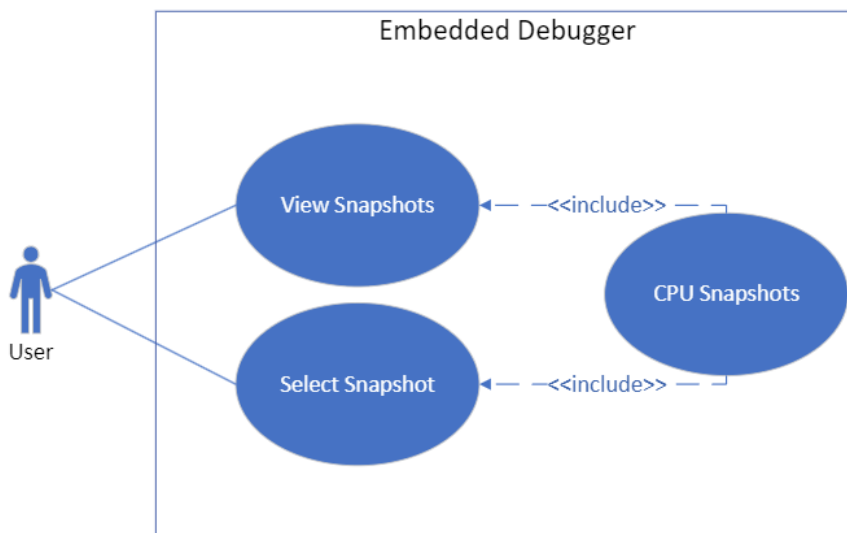 Embedded Debugger
View Snapshots
<<include>>
CPU Snapshots
User
Select Snapshot
<<include>>